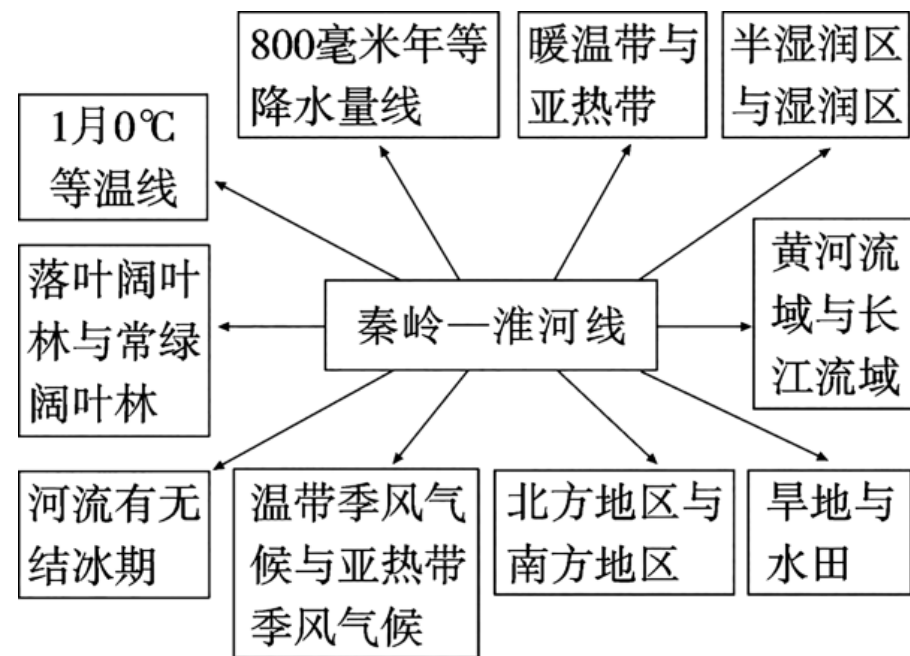 800毫米年等
降水量线
暖温带与
亚热带
半湿润区
与湿润区
1月0℃
等温线
落叶阔叶
林与常绿
阔叶林
秦岭—淮河线
黄河流
域与长
江流域
河流有无
结冰期
温带季风气
候与亚热带
季风气候
北方地区与
南方地区
旱地与
水田